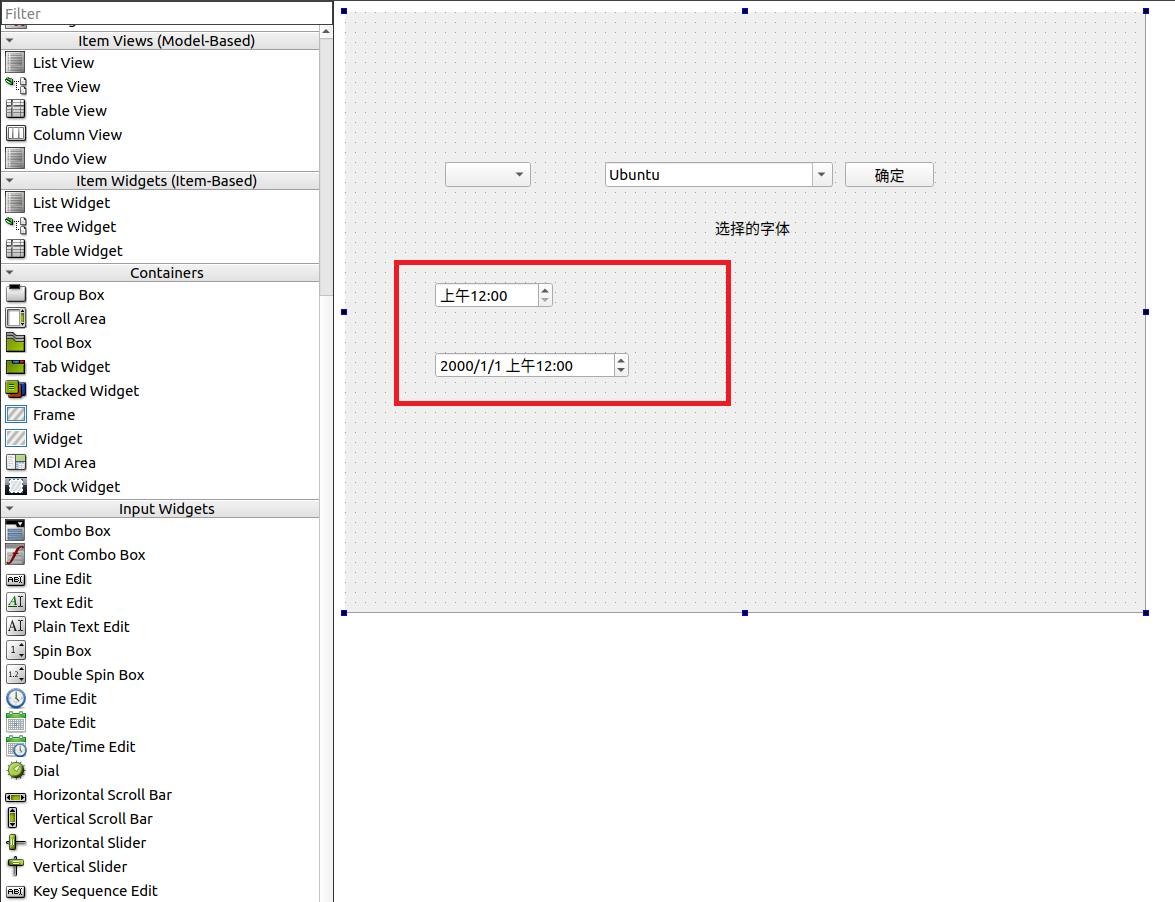 Filter
Item Views (Model-Based)
List View
Tree View
Table View
Column View
Undo View
Item Widgets (Item-Based)
List Widget
Tree Widget
Table Widget
Containers
Group Box
Scroll Area
Tool Box
Tab Widget
Stacked Widget
Frame
Widget
MDI Area
Dock Widget
Input Widgets
Combo Box
Font Combo Box
Line Edit
Text Edit
Plain Text Edit
Spin Box
Double Spin Box
Time Edit
Date Edit
Date/Time Edit
Dial
Horizontal Scroll Bar
Vertical Scroll Bar
Horizontal Slider
Vertical Slider
Key Sequence Edit
Ubuntu
确定
选择的字体
上午12:00
2000/1/1 上午12:00